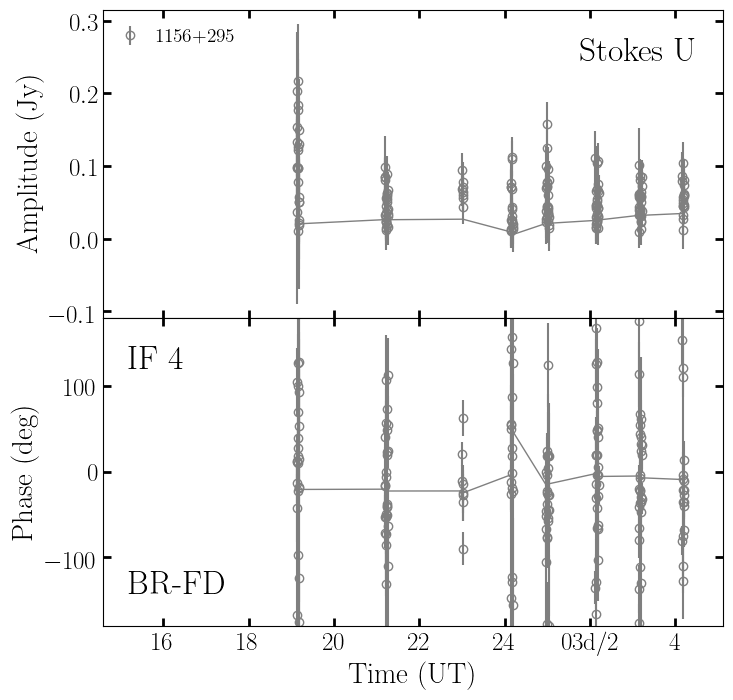 0.3
0.2
0.1
0.0
−0.1
Amplitude (Jy)
1156+295
Stokes U
100
0
−100
Phase (deg)
IF 4
BR-FD
16 18 20 22 24 03d/2 4
Time (UT)